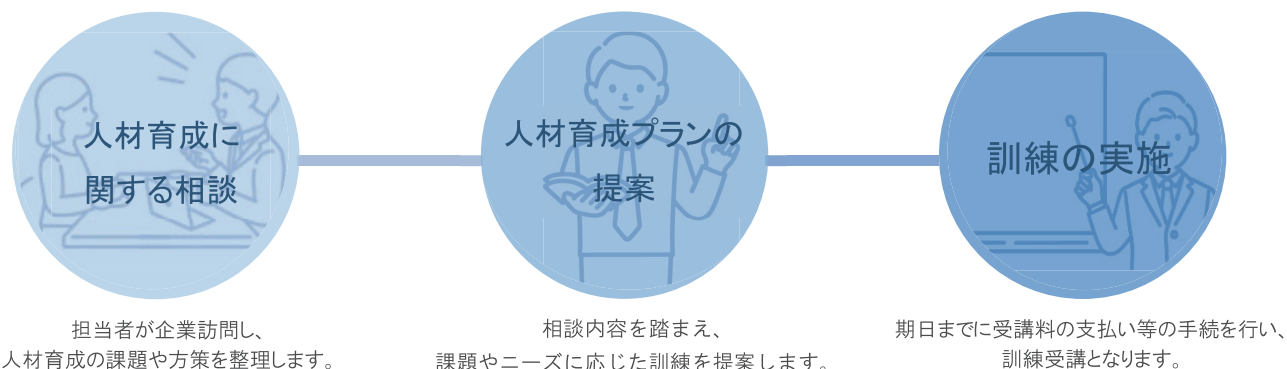 人材育成に
関する相談
担当者が企業訪問し、
人材育成の課題や方策を整理します。
人材育成プランの
提案
相談内容を踏まえ、
課題やニーズに応じた訓練を提案します。
訓練の実施
期日までに受講料の支払い等の手続を行い、
訓練受講となります。